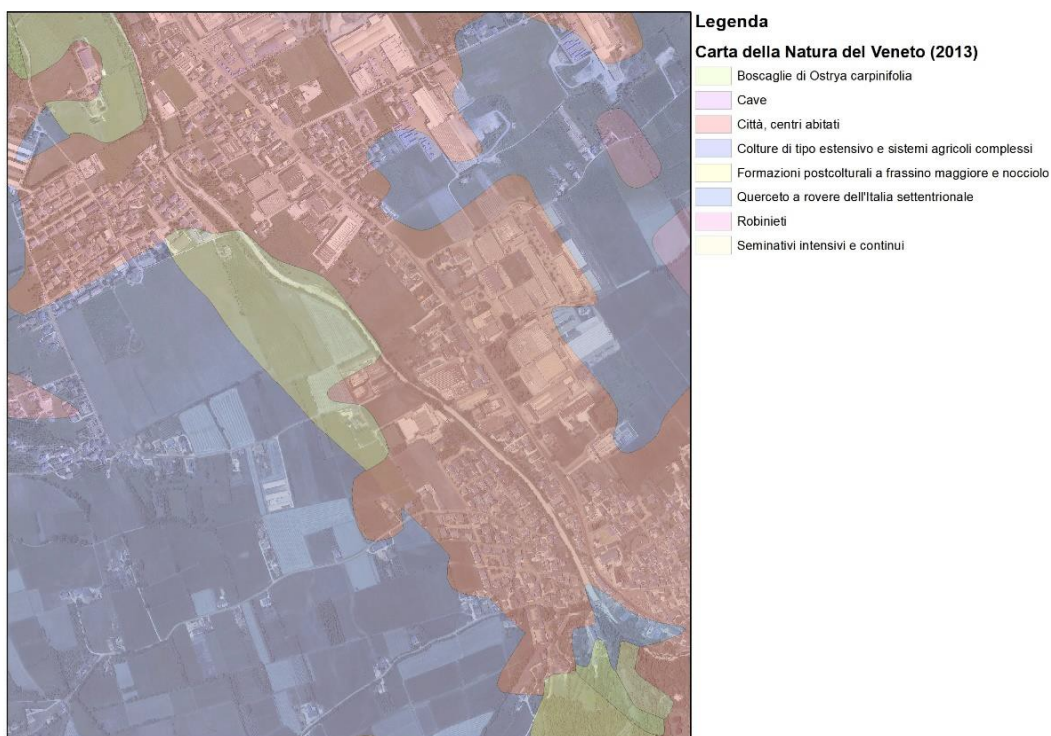 Legenda
Carta della Natura del Veneto (2013)
Boscaglie di Ostrya carpinifolia
Cave
Città, centri abitati
Colture di tipo estensivo e sistemi agricoli complessi
Formazioni postcolturali a frassino maggiore e nocciolo
Querceto a rovere dell'Italia settentrionale
Robinieti
Seminativi intensivi e continui